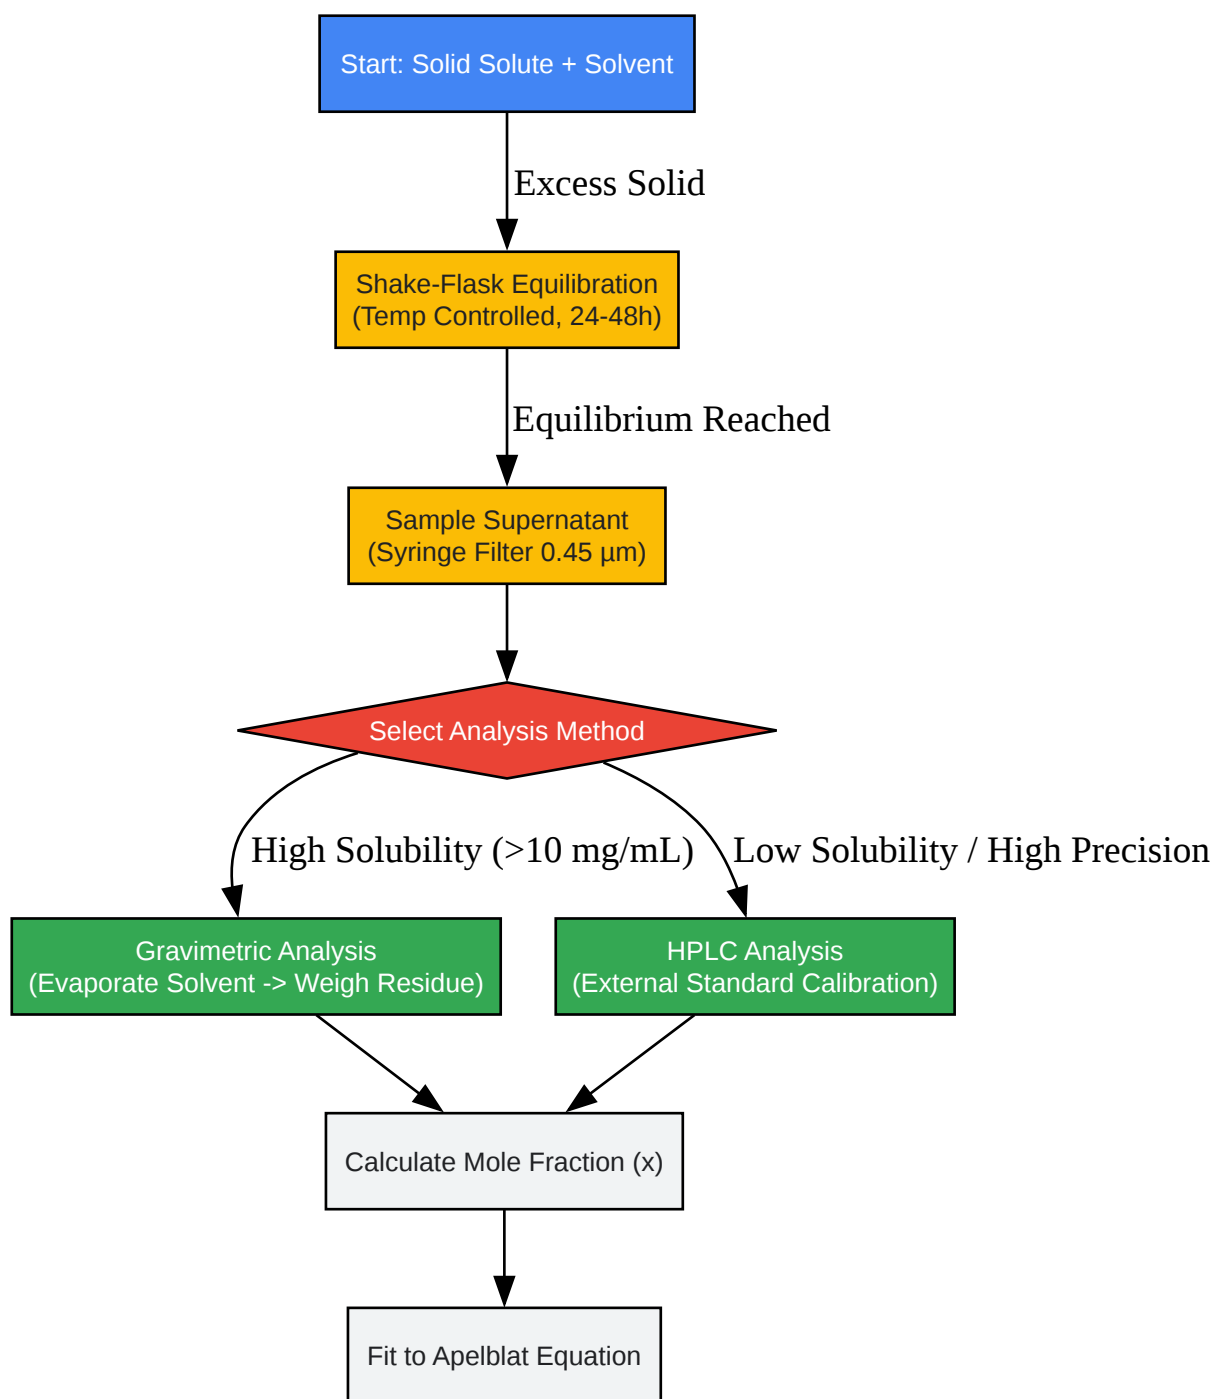 Start: Solid Solute + Solvent
Excess Solid
Shake-Flask Equilibration
(Temp Controlled, 24-48h)
Equilibrium Reached
Sample Supernatant
(Syringe Filter 0.45 µm)
Select Analysis Method
High Solubility (>10 mg/mL)
Low Solubility / High Precision
Gravimetric Analysis
(Evaporate Solvent -> Weigh Residue)
HPLC Analysis
(External Standard Calibration)
Calculate Mole Fraction (x)
Fit to Apelblat Equation